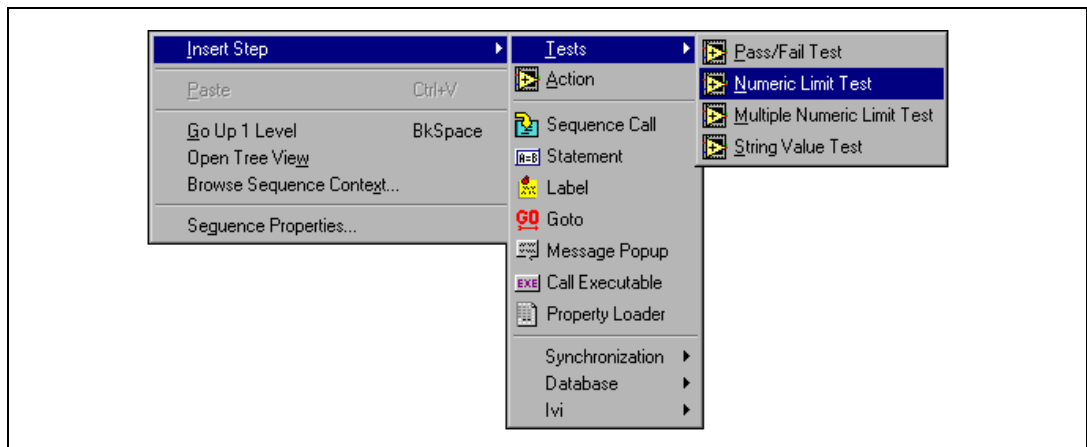 Insert Step
Paste Ctrl+V
Go Up 1 Level BkSpace
Open Tree View
Browse Sequence Context...
Sequence Properties...
Tests
Action
Sequence Call
A=B Statement
Label
GO Goto
Message Popup
EXE Call Executable
Property Loader
Synchronization
Database
Ivi
Pass/Fail Test
Numeric Limit Test
Multiple Numeric Limit Test
String Value Test